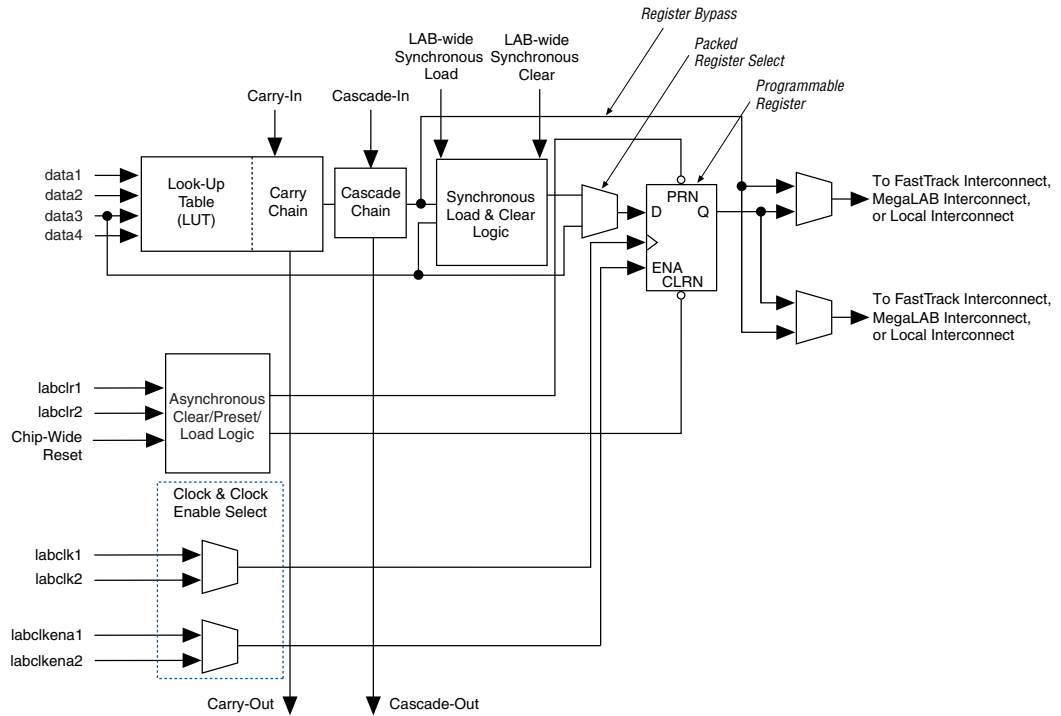 Register Bypass
Packed
Register Select
Programmable
Register
LAB-wide
Synchronous
Load
LAB-wide
Synchronous
Clear
Carry-In
Cascade-In
data1
data2
data3
data4
Look-Up
Table
(LUT)
Carry
Chain
Cascade
Chain
Synchronous
Load & Clear
Logic
PRN
D
Q
ENA
CLRN
To FastTrack Interconnect,
MegaLAB Interconnect,
or Local Interconnect
To FastTrack Interconnect,
MegaLAB Interconnect,
or Local Interconnect
labclr1
labclr2
Chip-Wide
Reset
Asynchronous
Clear/Preset/
Load Logic
Clock & Clock
Enable Select
labclk1
labclk2
labclkena1
labclkena2
Carry-Out
Cascade-Out